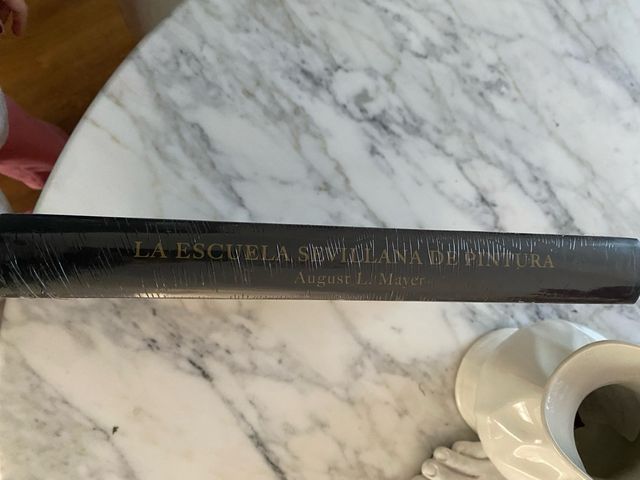 LA ESCUELA SEVILLANA DE PINTURA
August L. Mayer